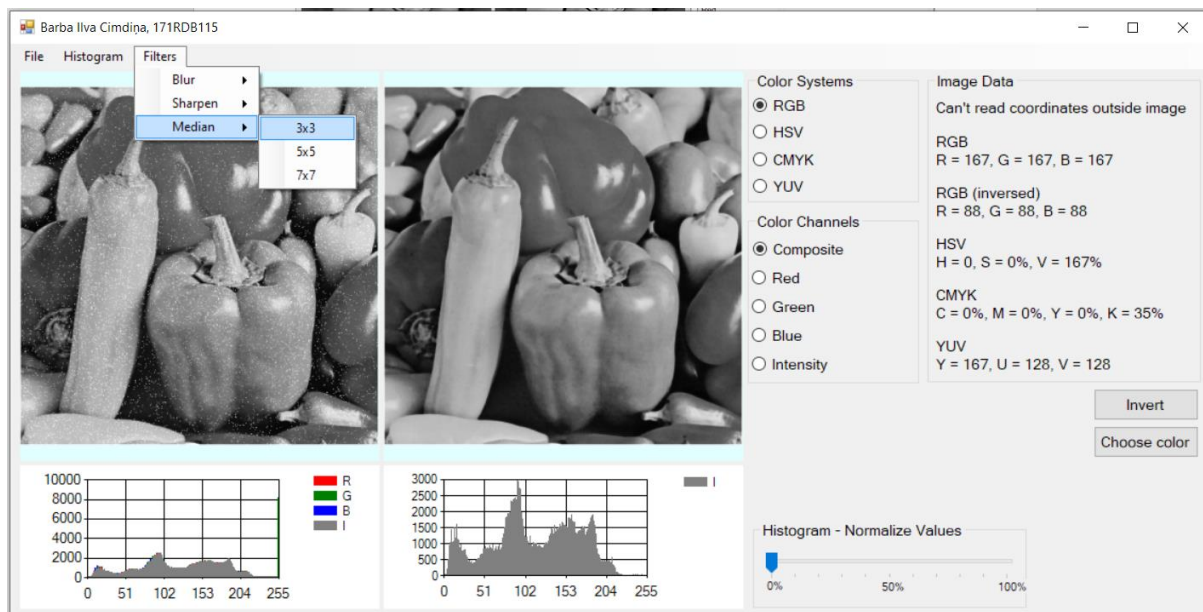 Barba Ilva Cimdiņa, 171RDB115
File Histogram Filters
Blur
Sharpen
Median
3x3
5x5
7x7
Color Systems
RGB
HSV
CMYK
YUV
Color Channels
Composite
Red
Green
Blue
Intensity
Image Data
Can't read coordinates outside image
RGB
R = 167, G = 167, B = 167
RGB (inversed)
R = 88, G = 88, B = 88
HSV
H = 0, S = 0%, V = 167%
CMYK
C = 0%, M = 0%, Y = 0%, K = 35%
YUV
Y = 167, U = 128, V = 128
Invert
Choose color
10000
8000
6000
4000
2000
0
0 51 102 153 204 255
R
G
B
I
3000
2500
2000
1500
1000
500
0
0 51 102 153 204 255
I
Histogram - Normalize Values
0% 50% 100%